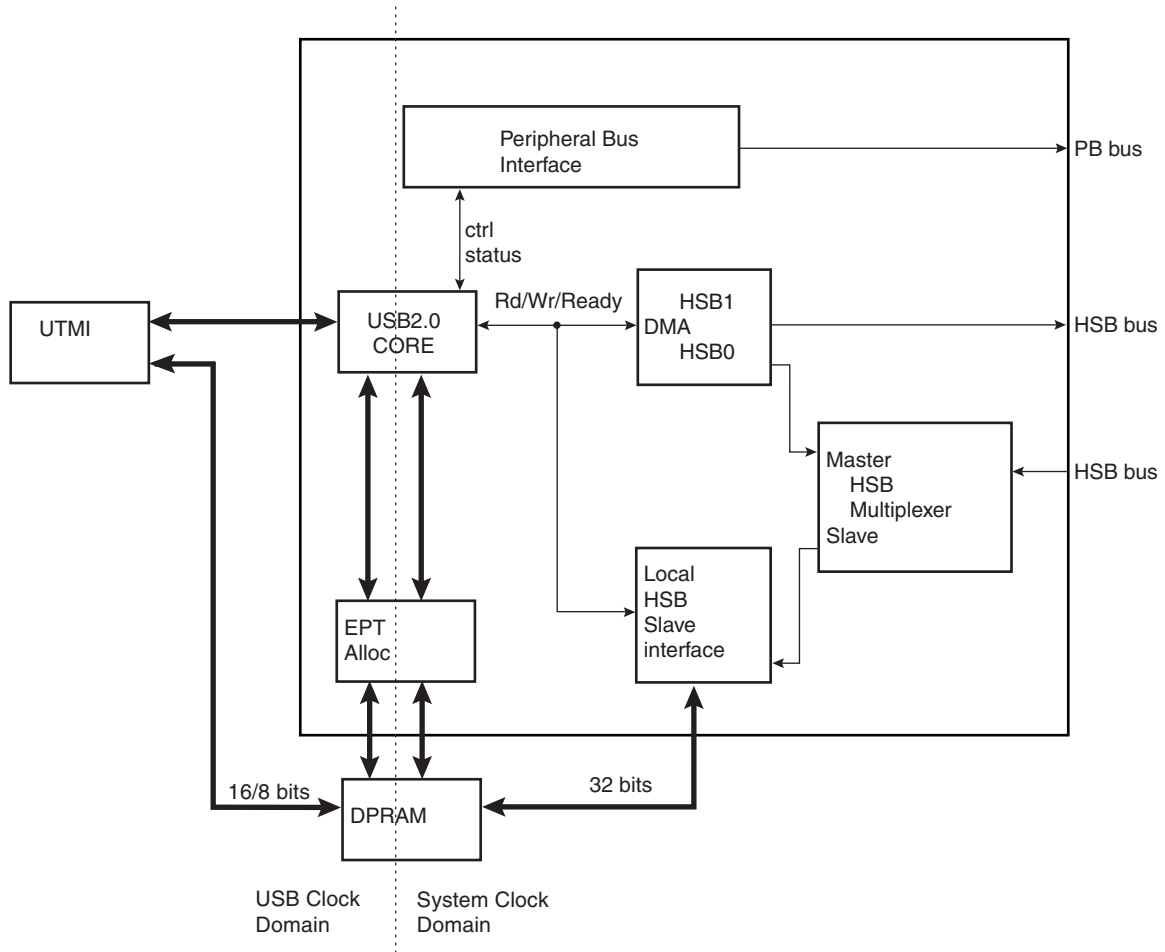 Peripheral Bus
Interface
PB bus
ctrl
status
UTMI
USB2.0
CORE
Rd/Wr/Ready
HSB1
DMA
HSB0
HSB bus
Master
HSB
Multiplexer
Slave
HSB bus
Local
HSB
Slave
interface
EPT
Alloc
16/8 bits
DPRAM
32 bits
USB Clock
Domain
System Clock
Domain